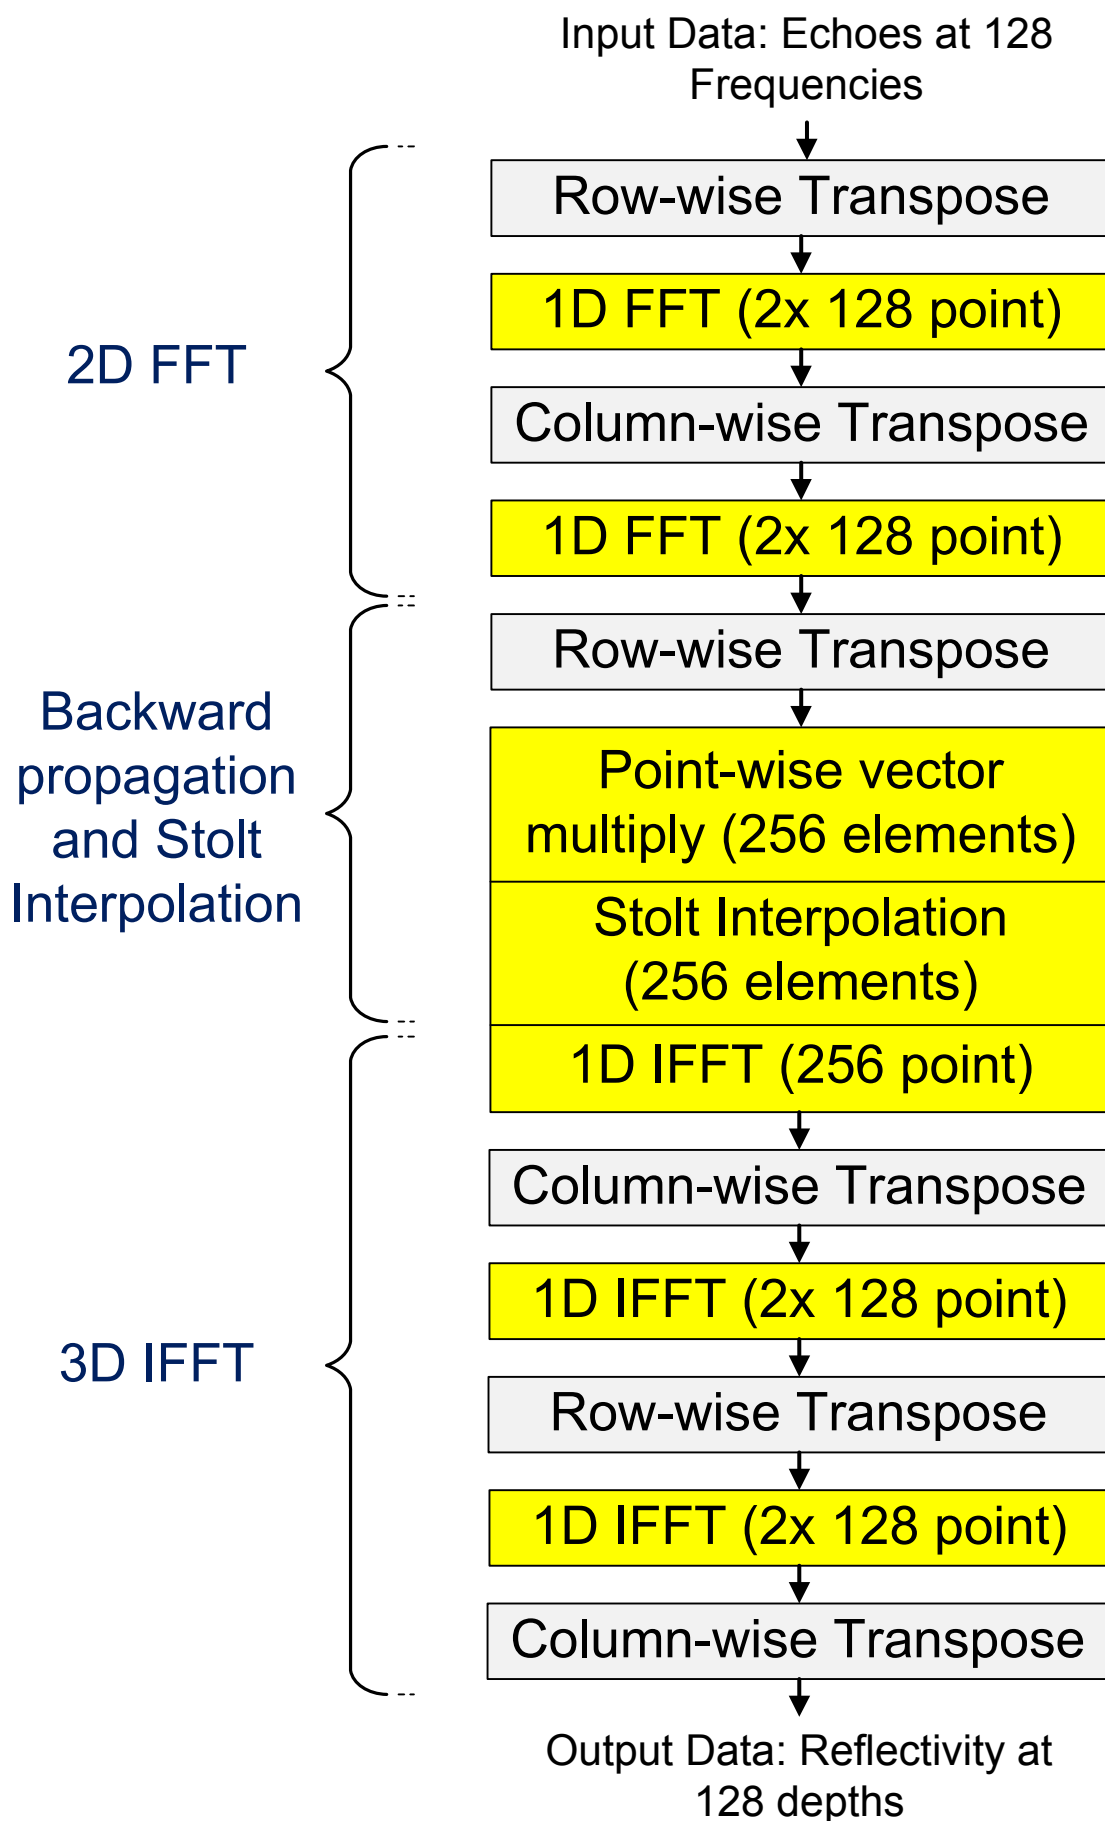 Input Data: Echoes at 128
Frequencies
Row-wise Transpose
1D FFT (2x 128 point)
2D FFT
Column-wise Transpose
1D FFT (2x 128 point)
Row-wise Transpose
Backward
propagation
and Stolt
Interpolation
Point-wise vector
multiply (256 elements)
Stolt Interpolation
(256 elements)
1D IFFT (256 point)
Column-wise Transpose
1D IFFT (2x 128 point)
3D IFFT
Row-wise Transpose
1D IFFT (2x 128 point)
Column-wise Transpose
Output Data: Reflectivity at
128 depths